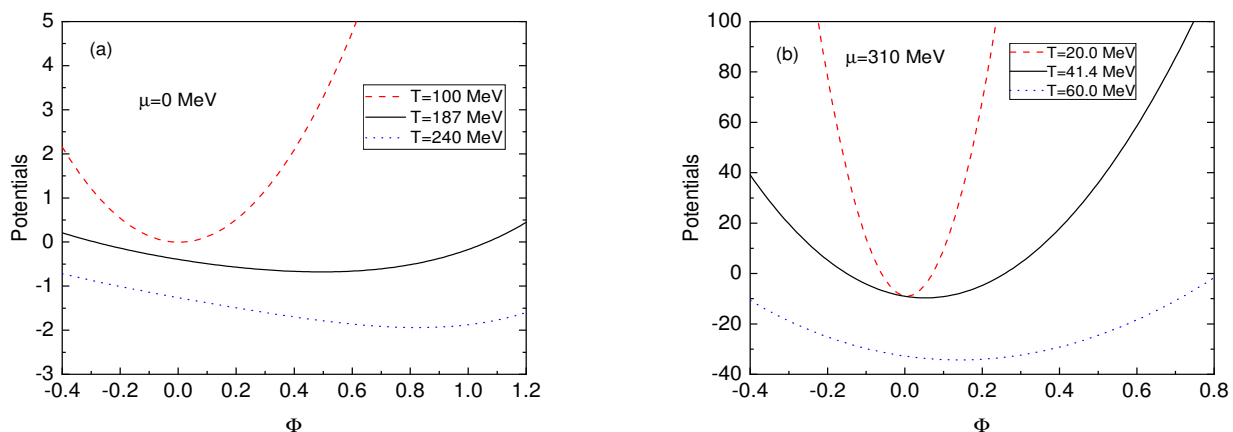 (a)
μ=0 MeV
T=100 MeV
T=187 MeV
T=240 MeV
Potentials
5
4
3
2
1
0
-1
-2
-3
-0.4 -0.2 0.0 0.2 0.4 0.6 0.8 1.0 1.2
Φ
(b)
μ=310 MeV
T=20.0 MeV
T=41.4 MeV
T=60.0 MeV
Potentials
100
80
60
40
20
0
-20
-40
-0.4 -0.2 0.0 0.2 0.4 0.6 0.8
Φ